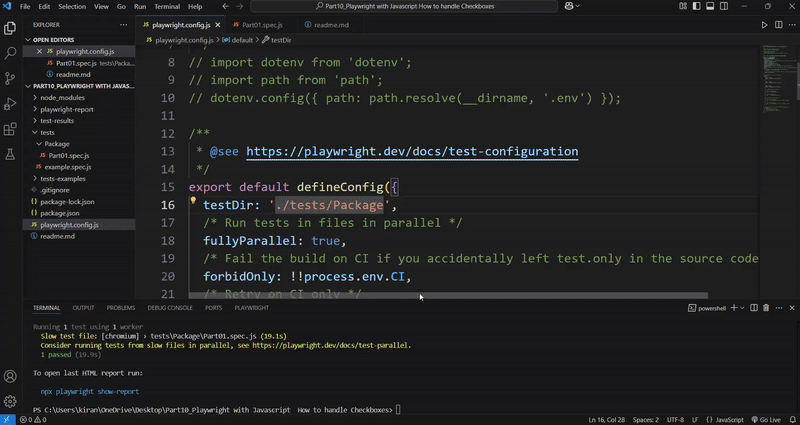 File Edit Selection View Go Run Terminal Help
Part10_Playwright with Javascript How to handle Checkboxes
EXPLORER
OPEN EDITORS
playwright.config.js
Part01.spec.js tests\Packa...
readme.md
PART10_PLAYWRIGHT WITH JAVAS...
node_modules
playwright-report
test-results
tests
Package
Part01.spec.js
example.spec.js
tests-examples
.gitignore
package-lock.json
package.json
playwright.config.js
readme.md
playwright.config.js
Part01.spec.js
readme.md
playwright.config.js > default > testDir
8 // import dotenv from 'dotenv';
9 // import path from 'path';
10 // dotenv.config({ path: path.resolve(__dirname, '.env') });
11
12 /**
13 * @see https://playwright.dev/docs/test-configuration
14 */
15 export default defineConfig({
16 testDir: './tests/Package',
17 /* Run tests in files in parallel */
18 fullyParallel: true,
19 /* Fail the build on CI if you accidentally left test.only in the source code
20 forbidOnly: !!process.env.CI,
21 /* Retry on CI only */
TERMINAL OUTPUT PROBLEMS DEBUG CONSOLE PORTS PLAYWRIGHT
powershell
Running 1 test using 1 worker
Slow test file: [chromium] › tests\Package\Part01.spec.js (19.1s)
Consider running tests from slow files in parallel, see https://playwright.dev/docs/test-parallel.
1 passed (19.9s)
To open last HTML report run:
npx playwright show-report
PS C:\Users\kiran\OneDrive\Desktop\Part10_Playwright with Javascript  How to handle Checkboxes>
0 0
Ln 16, Col 28 Spaces: 2 UTF-8 LF {} JavaScript Go Live